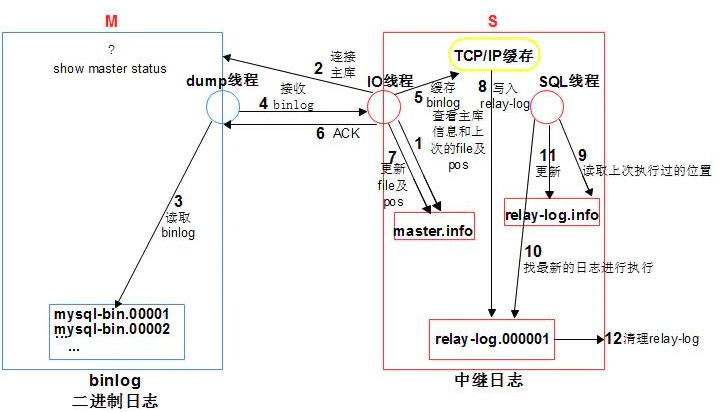 M
S
?
show master status
dump线程
2
连接
主库
IO线程
TCP/IP缓存
SQL线程
4
接收
binlog
5
缓存
binlog
8
写入
relay-log
6
ACK
1
查看主库
信息和上
次的file及
pos
7
更新
file及
pos
11
更新
9
读取上次执行过的位置
3
读取
binlog
master.info
relay-log.info
10
找最新的日志进行执行
mysql-bin.00001
mysql-bin.00002
...
...
relay-log.000001
12清理relay-log
binlog
二进制日志
中继日志